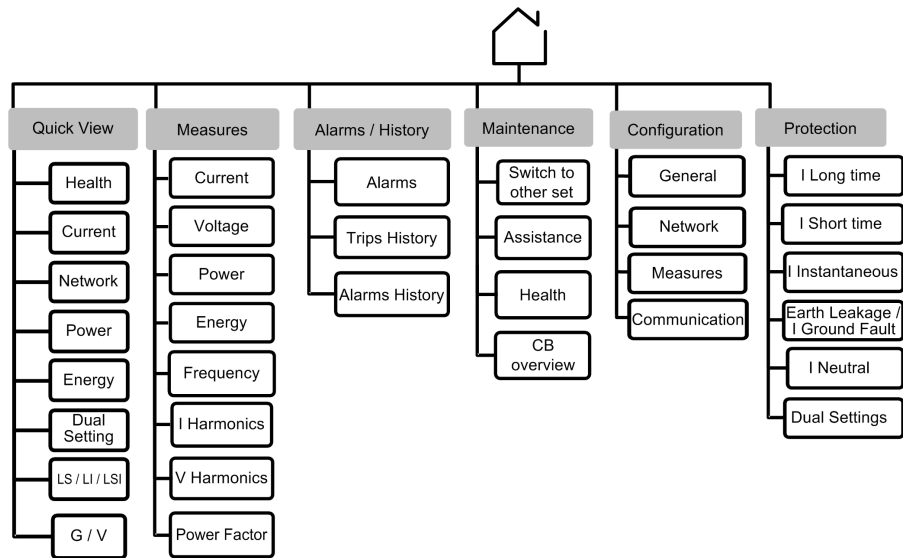 Quick View
Health
Current
Network
Power
Energy
Dual
Setting
LS / LI / LSI
G / V
Measures
Current
Voltage
Power
Energy
Frequency
I Harmonics
V Harmonics
Power Factor
Alarms / History
Alarms
Trips History
Alarms History
Maintenance
Switch to
other set
Assistance
Health
CB
overview
Configuration
General
Network
Measures
Communication
Protection
I Long time
I Short time
I Instantaneous
Earth Leakage /
I Ground Fault
I Neutral
Dual Settings